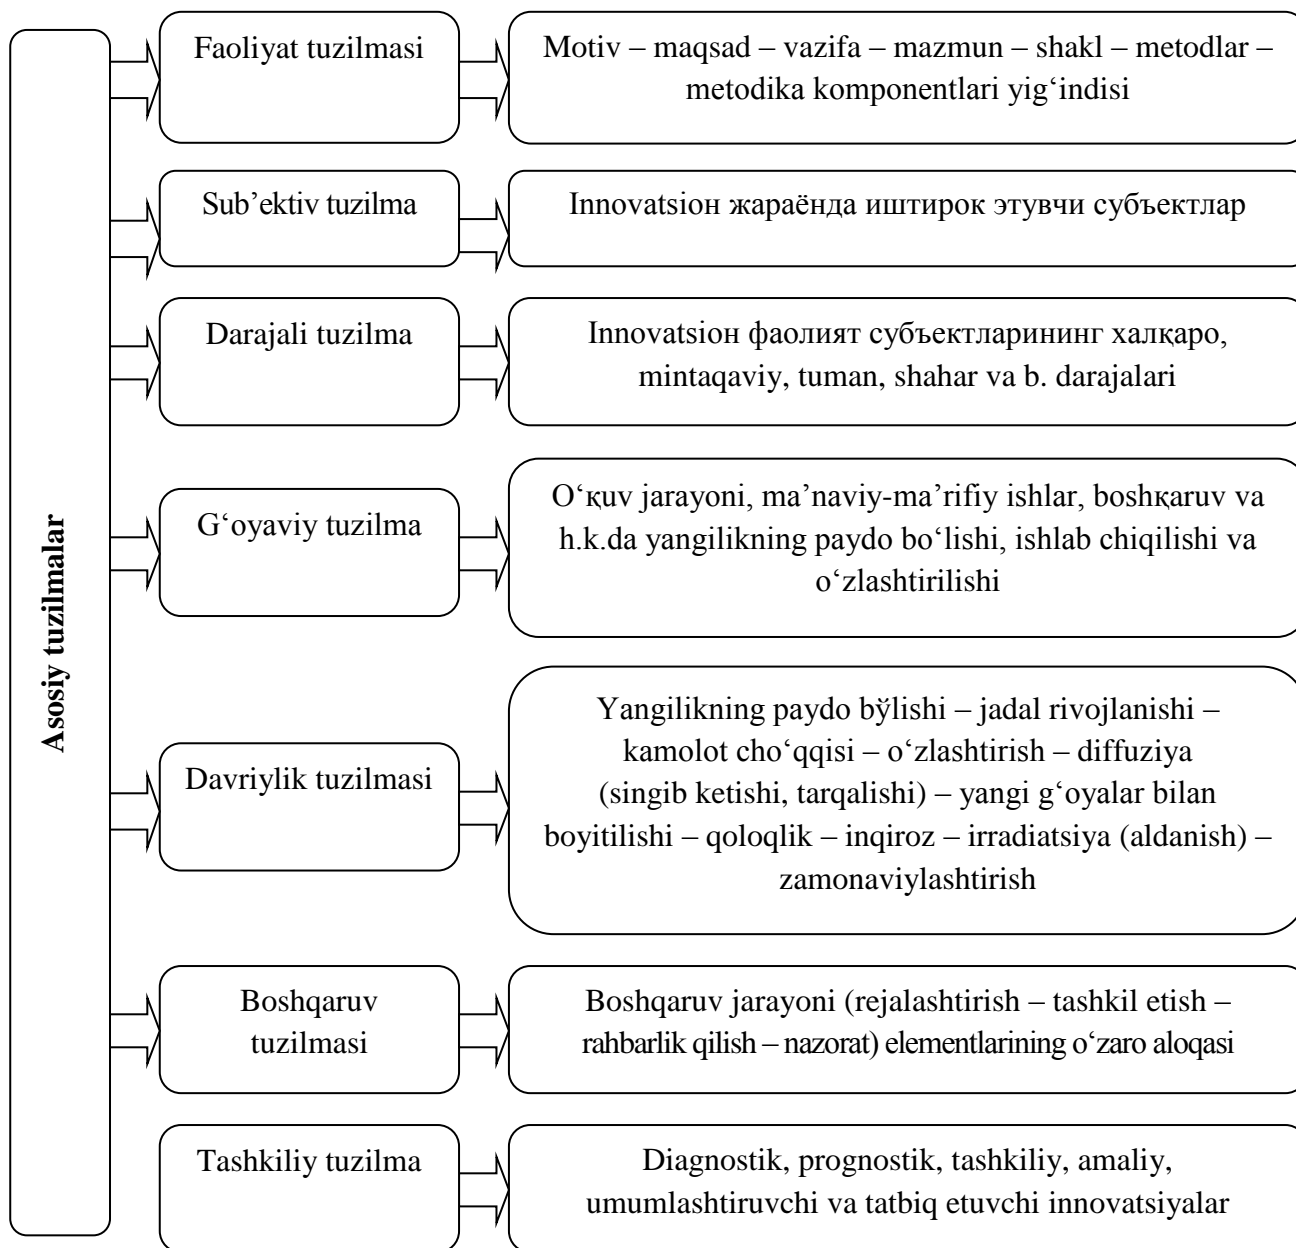 Asosiy tuzilmalar
Faoliyat tuzilmasi
Motiv – maqsad – vazifa – mazmun – shakl – metodlar –
metodika komponentlari yig‘indisi
Sub’ektiv tuzilma
Innovatsion жараёнда иштирок этувчи субъектлар
Darajali tuzilma
Innovatsион фаолият субъектларининг халқаро,
mintaqaviy, tuman, shahar va b. darajalari
G‘oyaviy tuzilma
O‘қuv jarayoni, ma’naviy-ma’rifiy ishlar, boshқaruv va
h.k.da yangilikning paydo bo‘lishi, ishlab chiqilishi va
o‘zlashtirilishi
Davriylik tuzilmasi
Yangilikning paydo bўlishi – jadal rivojlanishi –
kamolot cho‘qqisi – o‘zlashtirish – diffuziya
(singib ketishi, tarqalishi) – yangi g‘oyalar bilan
boyitilishi – qoloqlik – inqiroz – irradiatsiya (aldanish) –
zamonaviylashtirish
Boshqaruv
tuzilmasi
Boshqaruv jarayoni (rejalashtirish – tashkil etish –
rahbarlik qilish – nazorat) elementlarining o‘zaro aloqasi
Tashkiliy tuzilma
Diagnostik, prognostik, tashkiliy, amaliy,
umumlashtiruvchi va tatbiq etuvchi innovatsiyalar